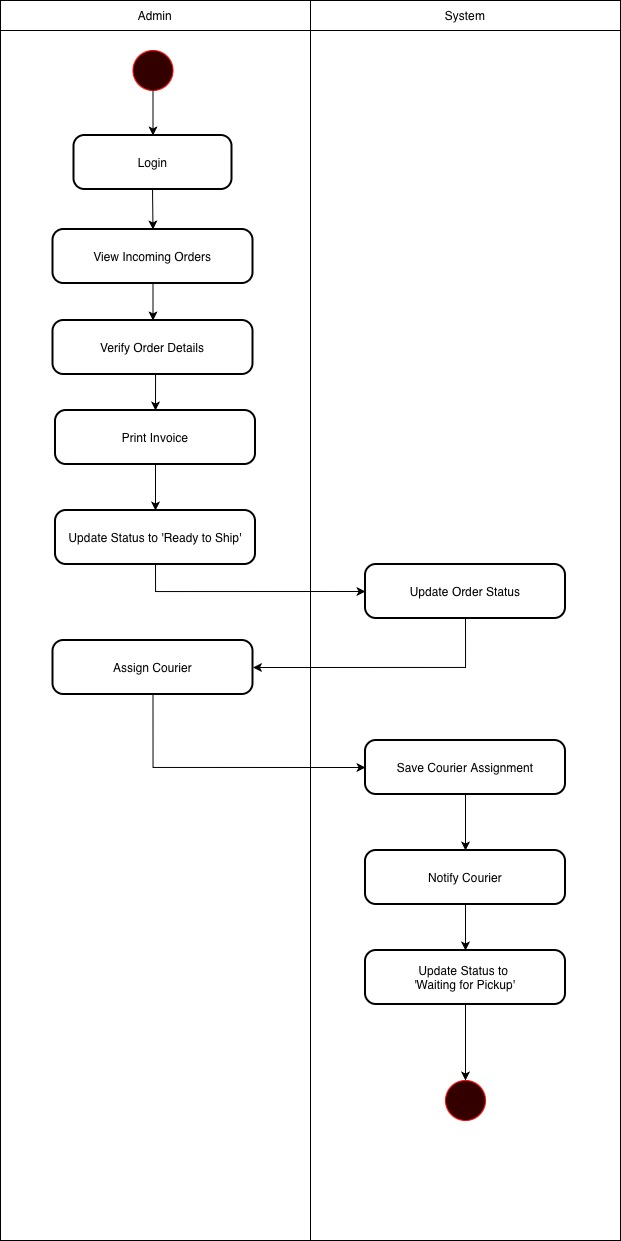 Admin
System
Login
View Incoming Orders
Verify Order Details
Print Invoice
Update Status to 'Ready to Ship'
Update Order Status
Assign Courier
Save Courier Assignment
Notify Courier
Update Status to
'Waiting for Pickup'